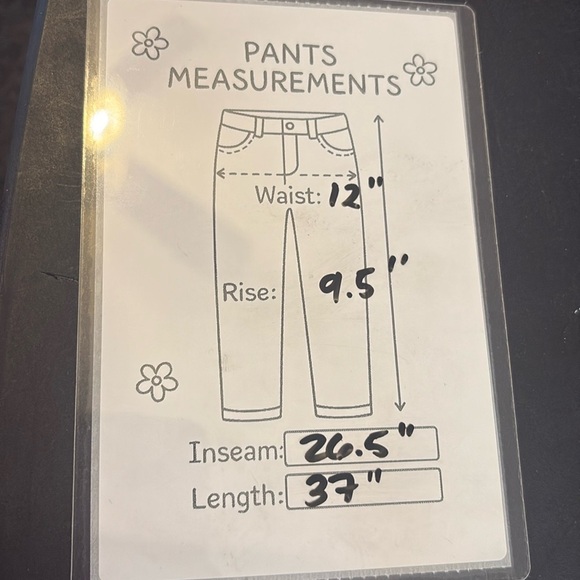 PANTS
MEASUREMENTS
Waist: 12"
Rise: 9.5"
Inseam: 26.5"
Length: 37"